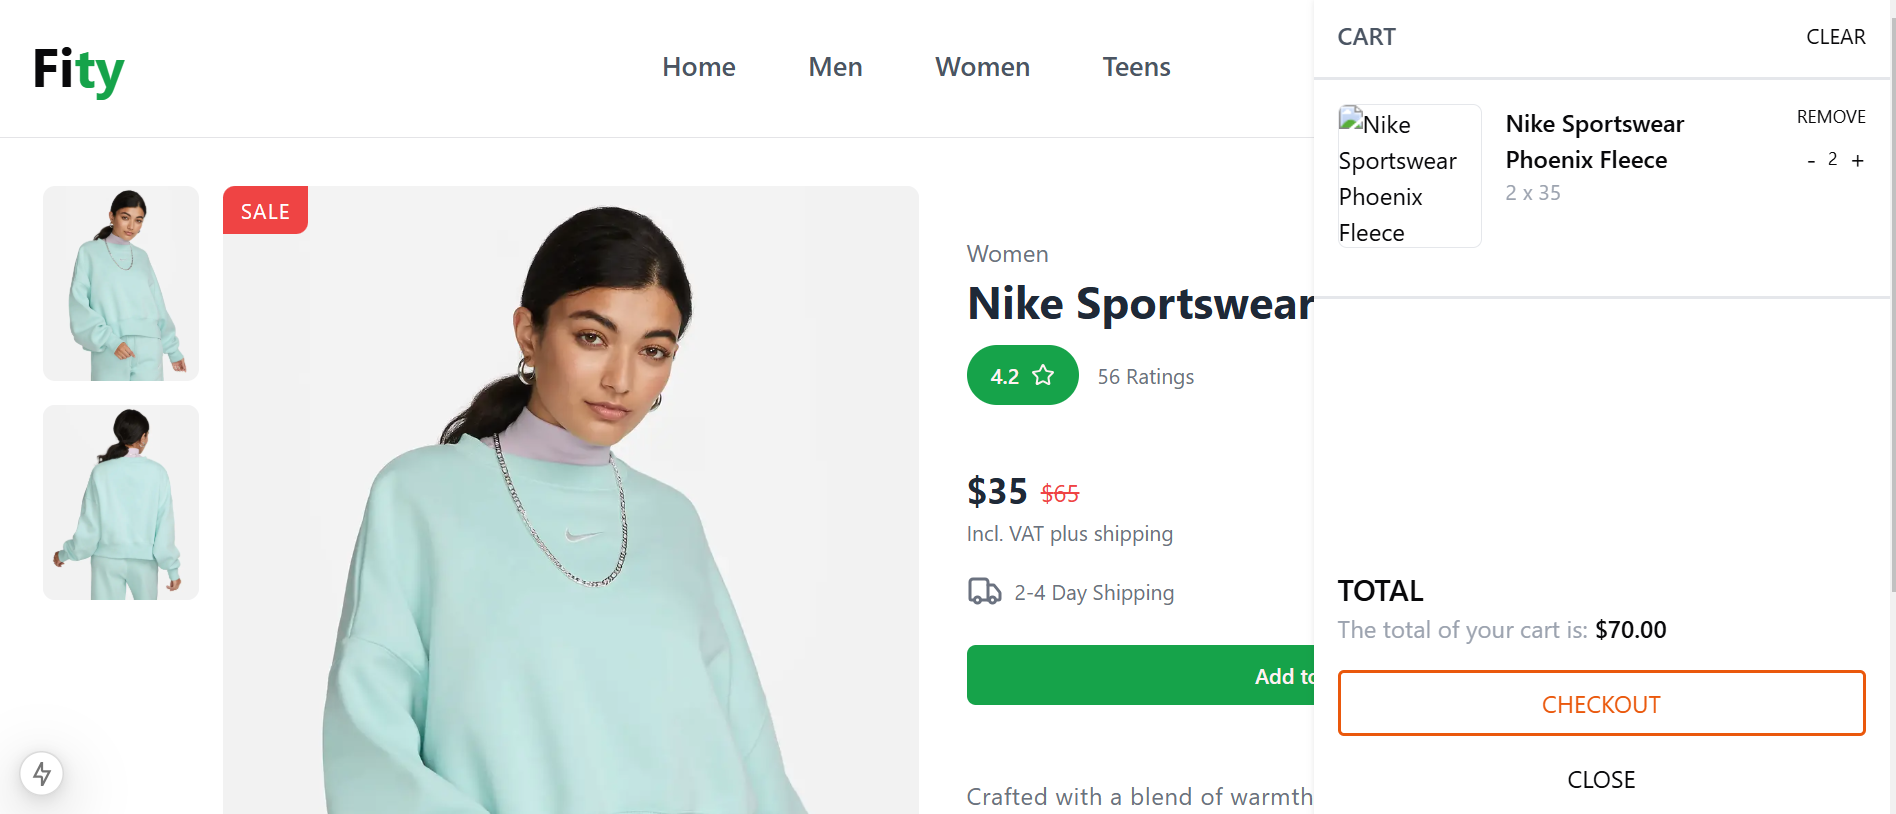 Fity
Home
Men
Women
Teens
SALE
Women
Nike Sportswear
4.2
56 Ratings
$35 $65
Incl. VAT plus shipping
2-4 Day Shipping
Add to
Crafted with a blend of warmth
CART
CLEAR
Nike
Sportswear
Phoenix
Fleece
Nike Sportswear
Phoenix Fleece
2 x 35
REMOVE
- 2 +
TOTAL
The total of your cart is: $70.00
CHECKOUT
CLOSE